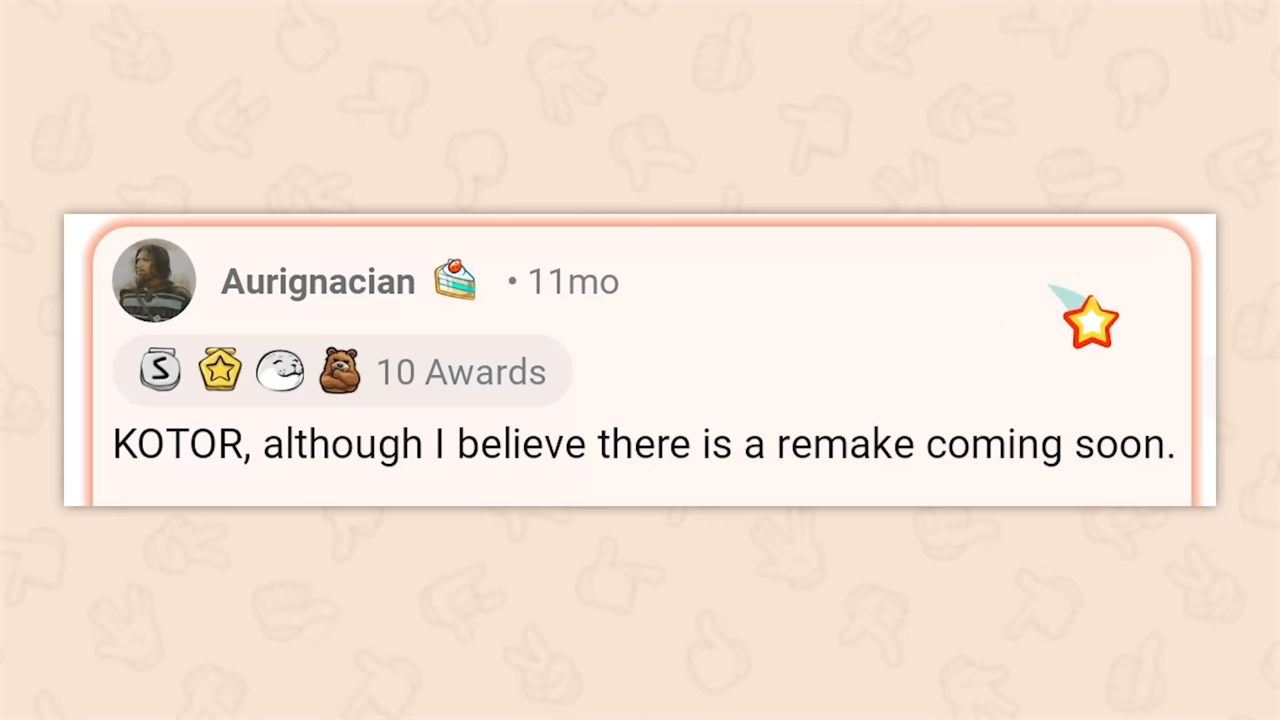 Aurignacian • 11mo
S 10 Awards
KOTOR, although I believe there is a remake coming soon.